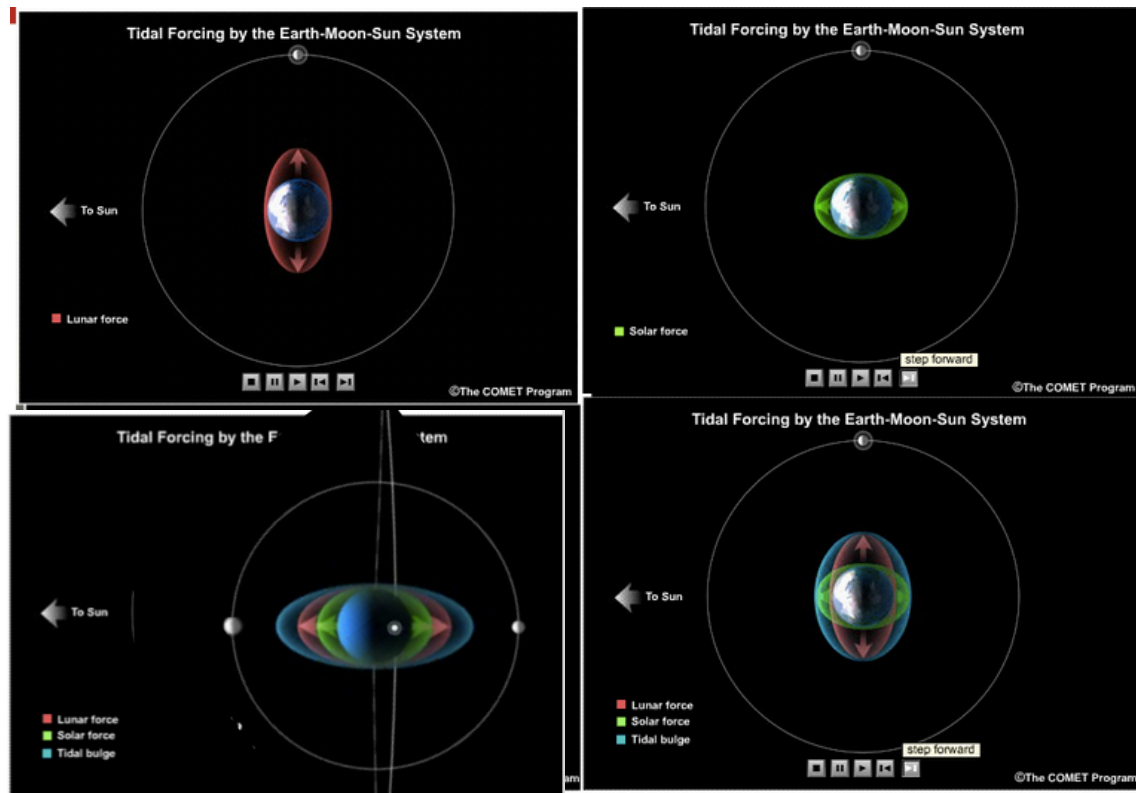 Tidal Forcing by the Earth-Moon-Sun System
To Sun
Lunar force
©The COMET Program
Tidal Forcing by the Earth-Moon-Sun System
To Sun
Solar force
step forward
©The COMET Program
Tidal Forcing by the
To Sun
Lunar force
Solar force
Tidal bulge
Tidal Forcing by the Earth-Moon-Sun System
To Sun
Lunar force
Solar force
Tidal bulge
step forward
©The COMET Program